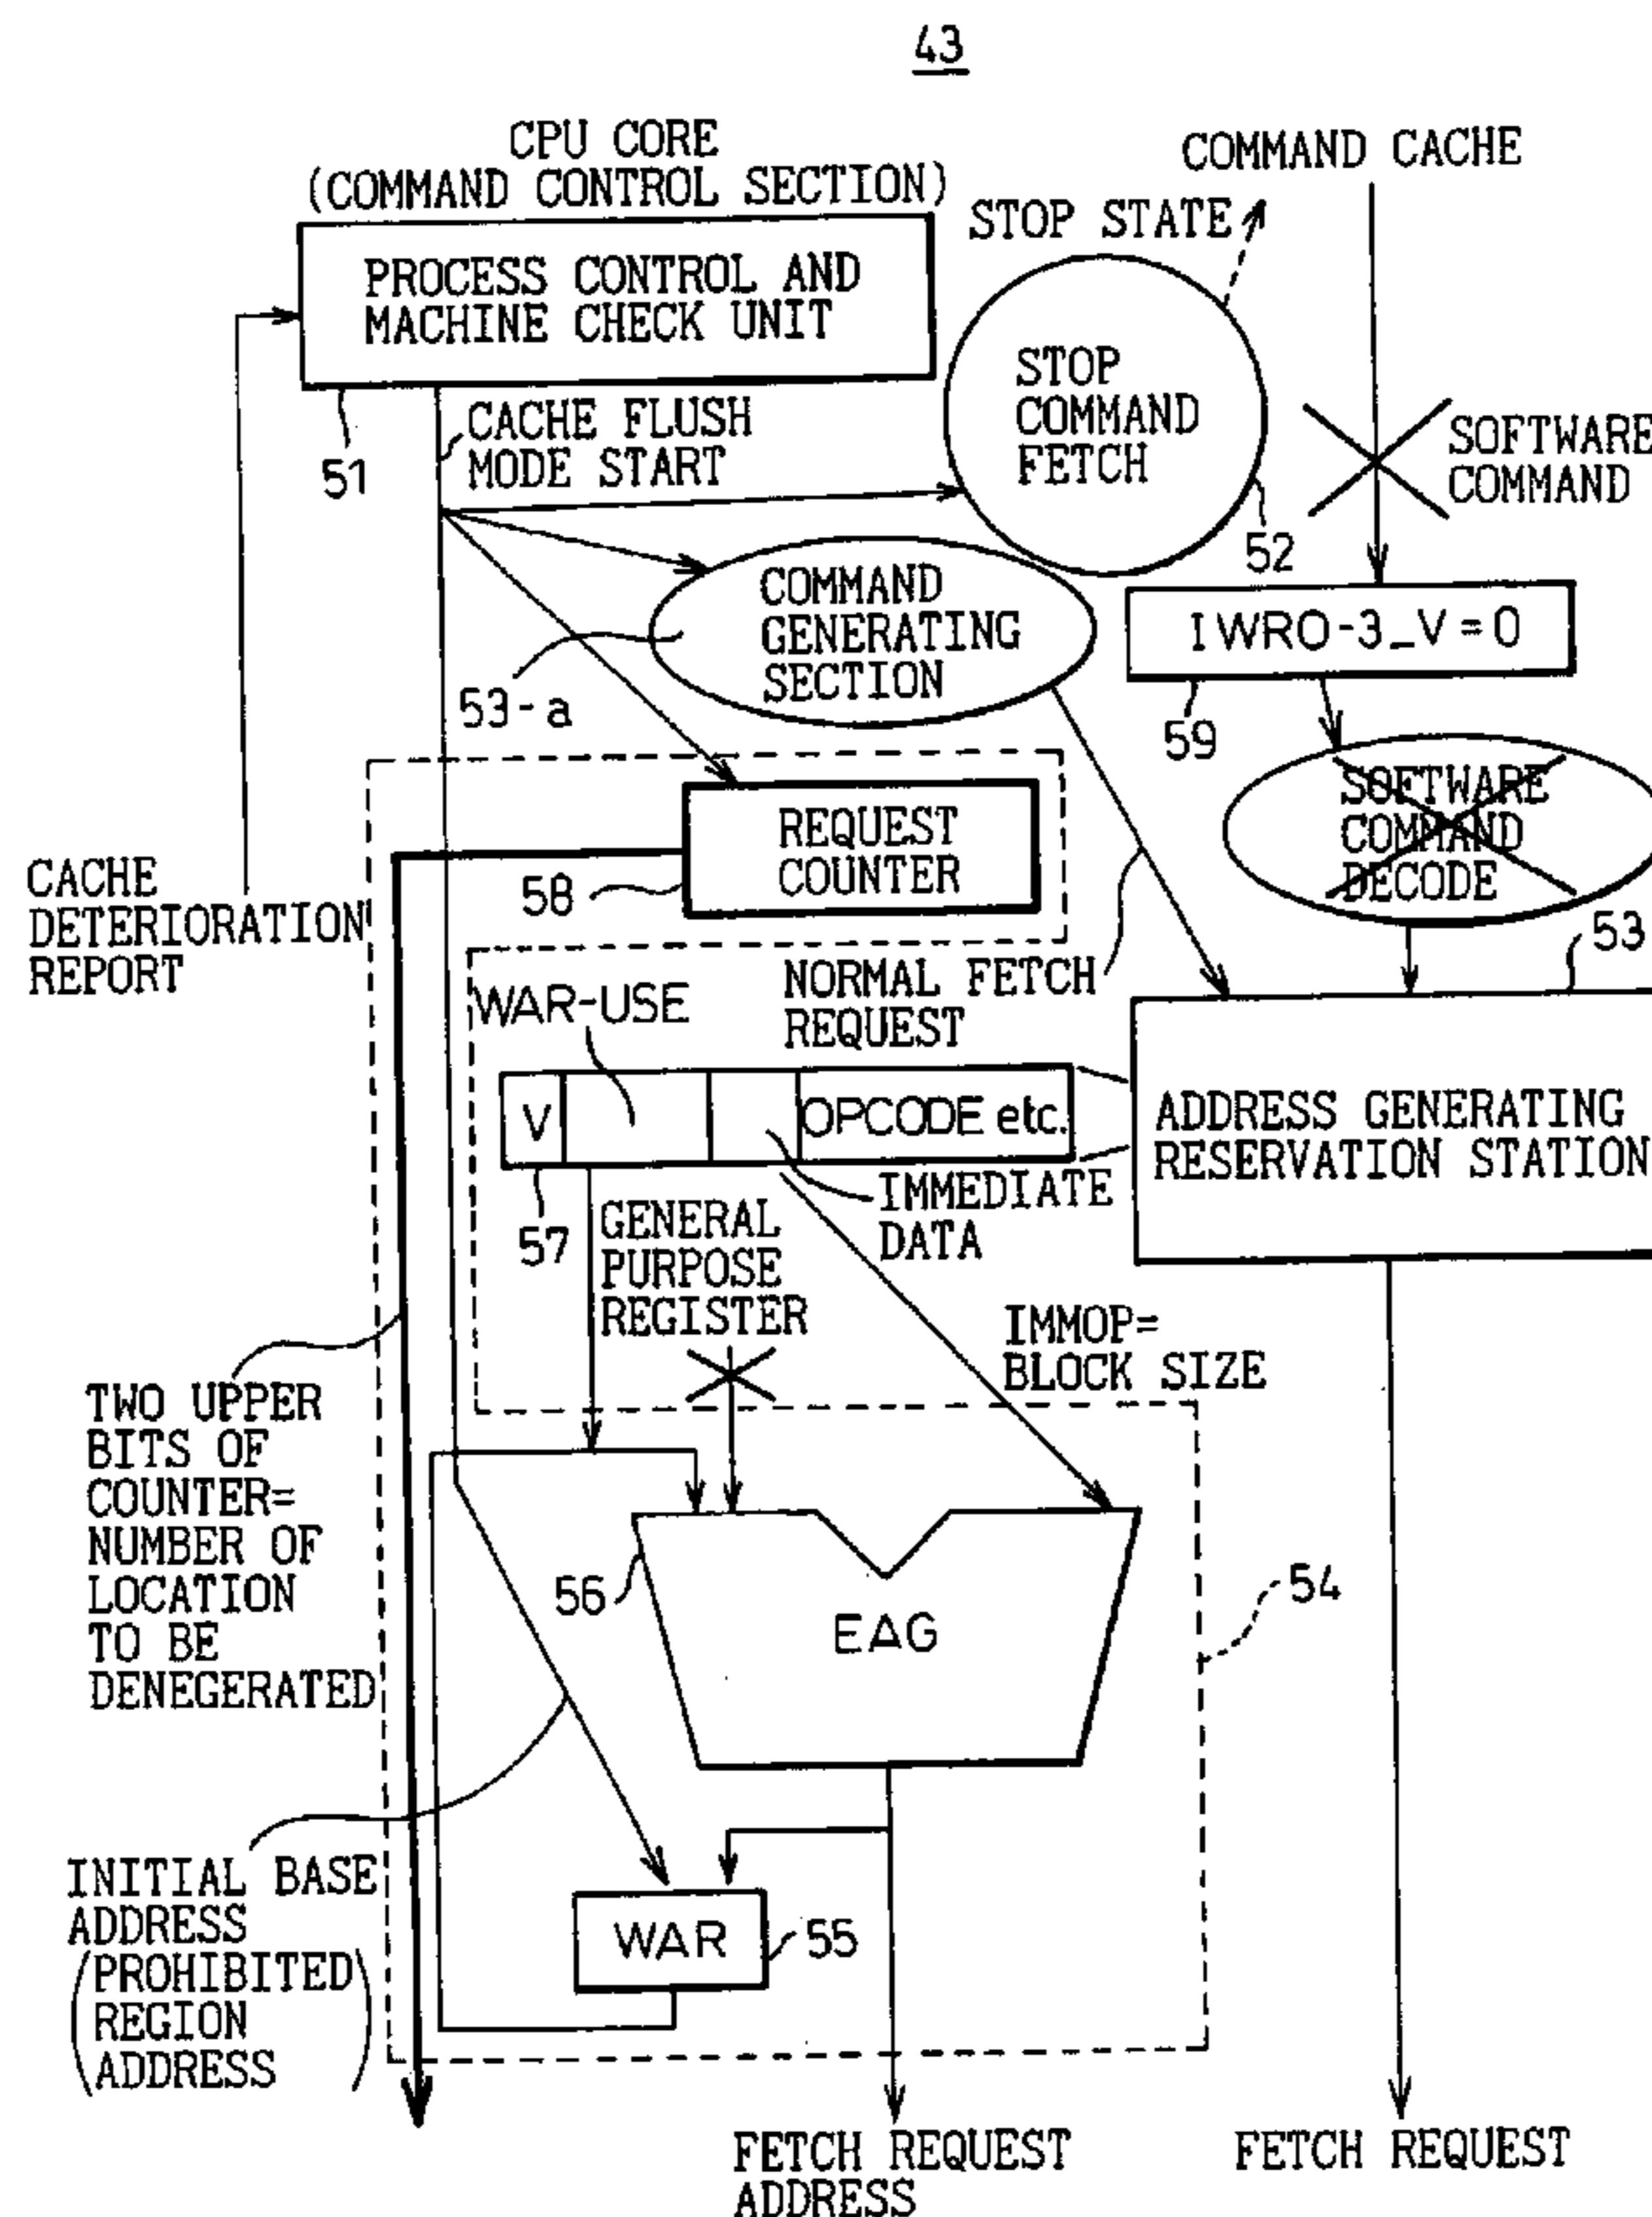 43
CPU CORE
(COMMAND CONTROL SECTION)
COMMAND CACHE
STOP STATE
PROCESS CONTROL AND
MACHINE CHECK UNIT
STOP
COMMAND
FETCH
51
CACHE FLUSH
MODE START
SOFTWARE
COMMAND
52
COMMAND
GENERATING
SECTION
IWRO-3_V=0
53-a
59
SOFTWARE
COMMAND
DECODE
REQUEST
COUNTER
58
CACHE
DETERIORATION
REPORT
53
NORMAL FETCH
REQUEST
WAR-USE
V
OPCODE etc.
ADDRESS GENERATING
RESERVATION STATION
57
IMMEDIATE
DATA
GENERAL
PURPOSE
REGISTER
IMMOP=
BLOCK SIZE
TWO UPPER
BITS OF
COUNTER=
NUMBER OF
LOCATION
TO BE
DENEGERATED
56
EAG
54
INITIAL BASE
ADDRESS
(PROHIBITED
REGION
ADDRESS)
WAR
55
FETCH REQUEST
ADDRESS
FETCH REQUEST